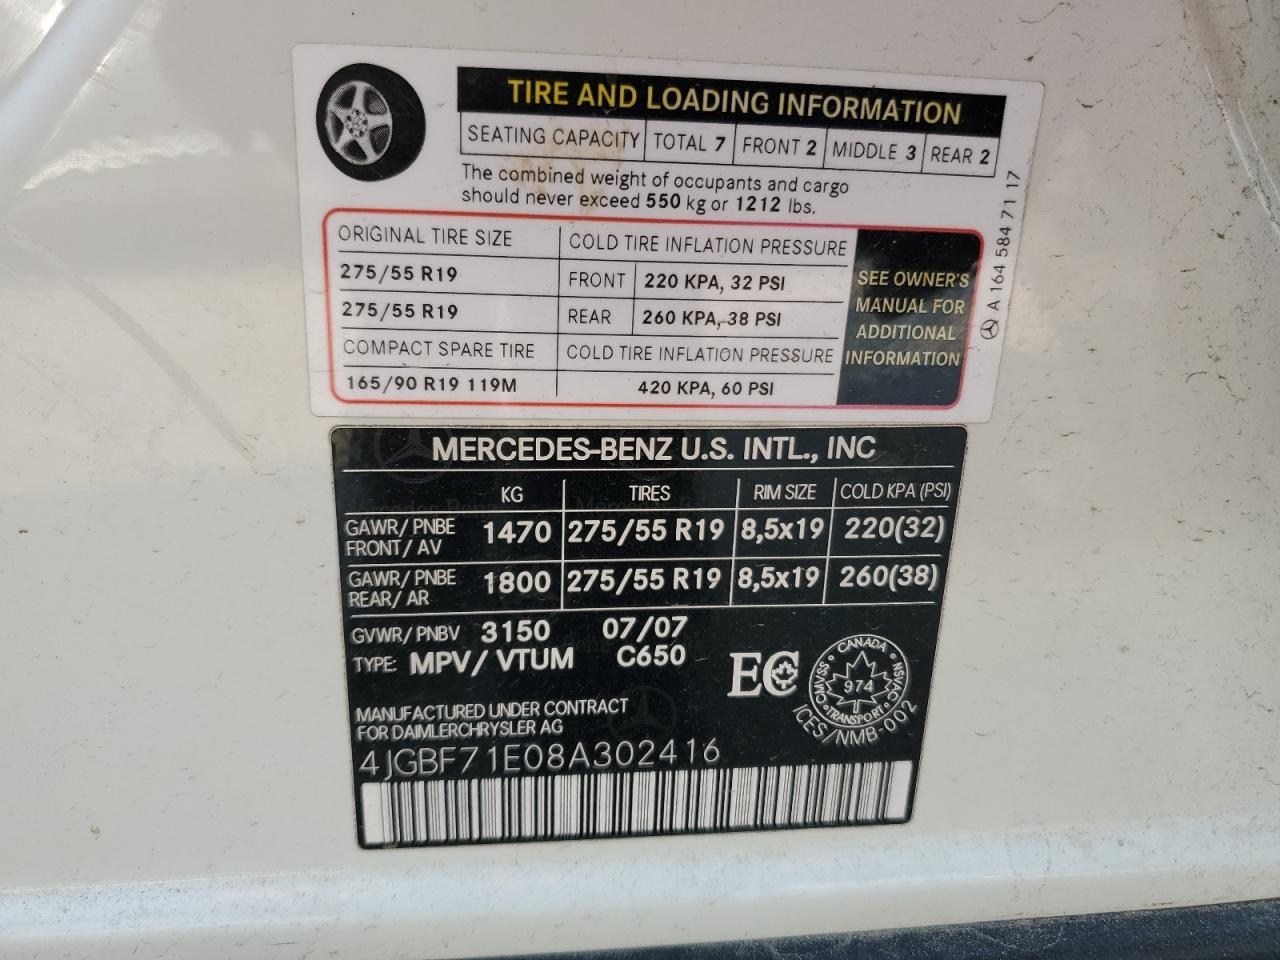 TIRE AND LOADING INFORMATION
SEATING CAPACITY TOTAL 7 FRONT 2 MIDDLE 3 REAR 2
The combined weight of occupants and cargo
should never exceed 550 kg or 1212 lbs.
ORIGINAL TIRE SIZE COLD TIRE INFLATION PRESSURE
275/55 R19 FRONT 220 KPA, 32 PSI
275/55 R19 REAR 260 KPA, 38 PSI
COMPACT SPARE TIRE COLD TIRE INFLATION PRESSURE
165/90 R19 119M 420 KPA, 60 PSI
SEE OWNER'S
MANUAL FOR
ADDITIONAL
INFORMATION
A 164 584 71 17
MERCEDES-BENZ U.S. INTL., INC
KG TIRES RIM SIZE COLD KPA (PSI)
GAWR/ PNBE
FRONT/ AV 1470 275/55 R19 8,5x19 220(32)
GAWR/ PNBE
REAR/ AR 1800 275/55 R19 8,5x19 260(38)
GVWR/PNBV 3150 07/07
TYPE: MPV/ VTUM C650
EC
CANADA
NSVAC
974
CMVSS
TRANSPORT
ICES/NMB-002
MANUFACTURED UNDER CONTRACT
FOR DAIMLERCHRYSLER AG
4JGBF71E08A302416